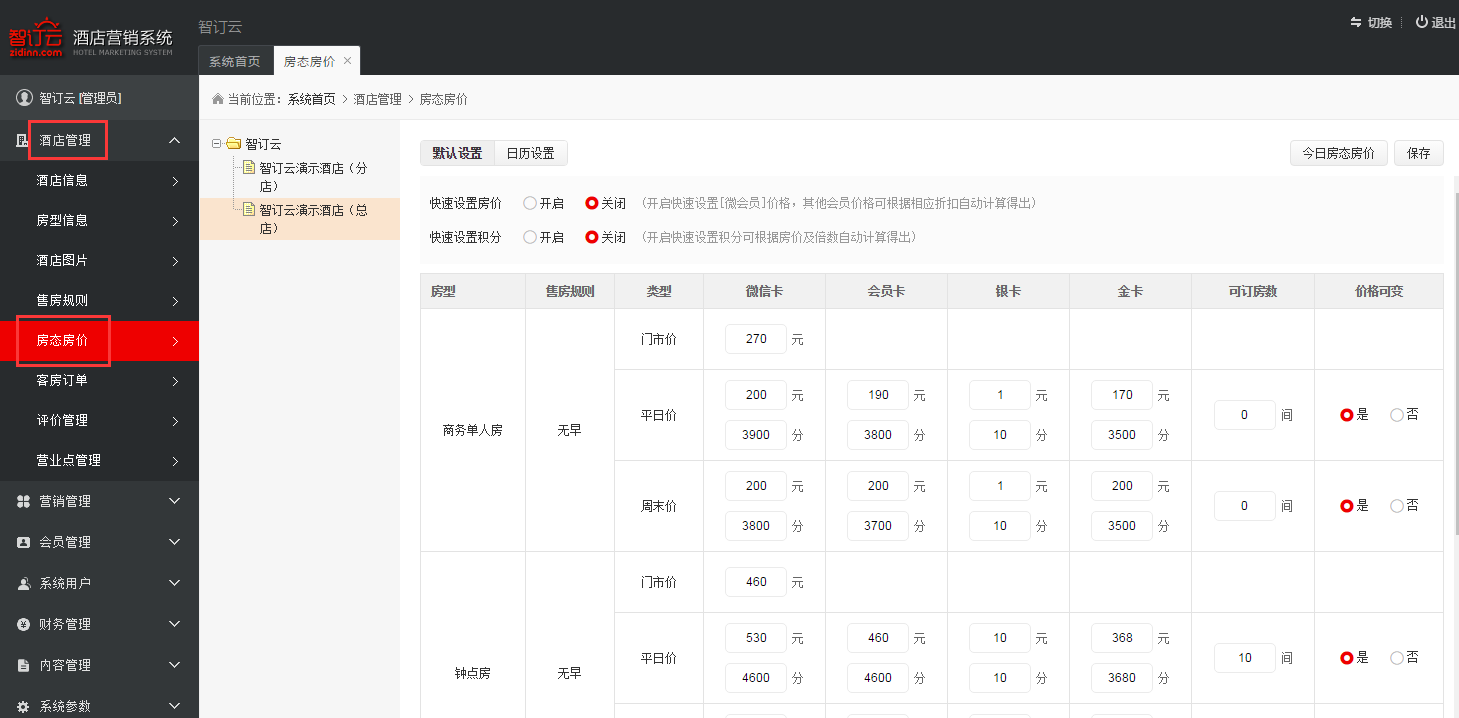 智订云
zidinn.com
酒店营销系统
HOTEL MARKETING SYSTEM
智订云
切换
退出
系统首页
房态房价 ×
智订云 [管理员]
酒店管理
酒店信息
房型信息
酒店图片
售房规则
房态房价
客房订单
评价管理
营业点管理
营销管理
会员管理
系统用户
财务管理
内容管理
系统参数
当前位置：系统首页 > 酒店管理 > 房态房价
智订云
智订云演示酒店（分
店）
智订云演示酒店（总
店）
默认设置 日历设置
今日房态房价 保存
快速设置房价 开启 关闭 （开启快速设置[微会员]价格，其他会员价格可根据相应折扣自动计算得出）
快速设置积分 开启 关闭 （开启快速设置积分可根据房价及倍数自动计算得出）
房型 售房规则 类型 微信卡 会员卡 银卡 金卡 可订房数 价格可变
商务单人房 无早
门市价 270 元
平日价 200 元 190 元 1 元 170 元 0 间 是 否
3900 分 3800 分 10 分 3500 分
周末价 200 元 200 元 1 元 200 元 0 间 是 否
3800 分 3700 分 10 分 3500 分
钟点房 无早
门市价 460 元
平日价 530 元 460 元 10 元 368 元 10 间 是 否
4600 分 4600 分 10 分 3680 分